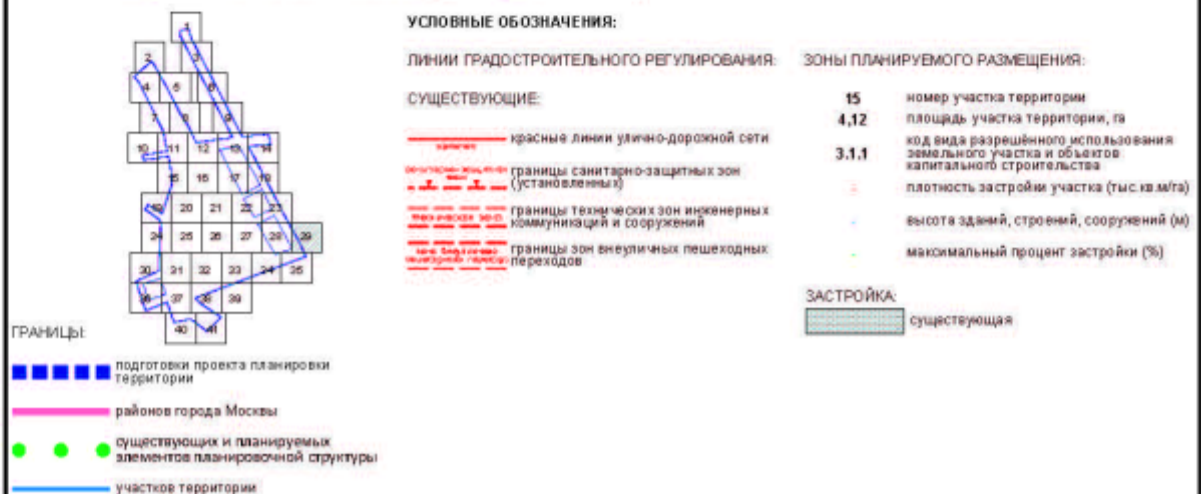 УСЛОВНЫЕ ОБОЗНАЧЕНИЯ:
ЛИНИИ ГРАДОСТРОИТЕЛЬНОГО РЕГУЛИРОВАНИЯ:
СУЩЕСТВУЮЩИЕ:
красные линии улично-дорожной сети
границы санитарно-защитных зон
(установленных)
границы технических зон инженерных
коммуникаций и сооружений
границы зон внеуличных пешеходных
переходов
ЗОНЫ ПЛАНИРУЕМОГО РАЗМЕЩЕНИЯ:
15 номер участка территории
4,12 площадь участка территории, га
3.1.1 код вида разрешённого использования
земельного участка и объектов
капитального строительства
плотность застройки участка (тыс.кв.м/га)
высота зданий, строений, сооружений (м)
максимальный процент застройки (%)
ЗАСТРОЙКА:
существующая
1
2 3
4 5 6
7 8 9
10 11 12 13 14
15 16 17 18
19 20 21 22 23
24 25 26 27 28 29
30 31 32 33 34 35
36 37 38 39
40 41
ГРАНИЦЫ:
подготовки проекта планировки
территории
районов города Москвы
существующих и планируемых
элементов планировочной структуры
участков территории